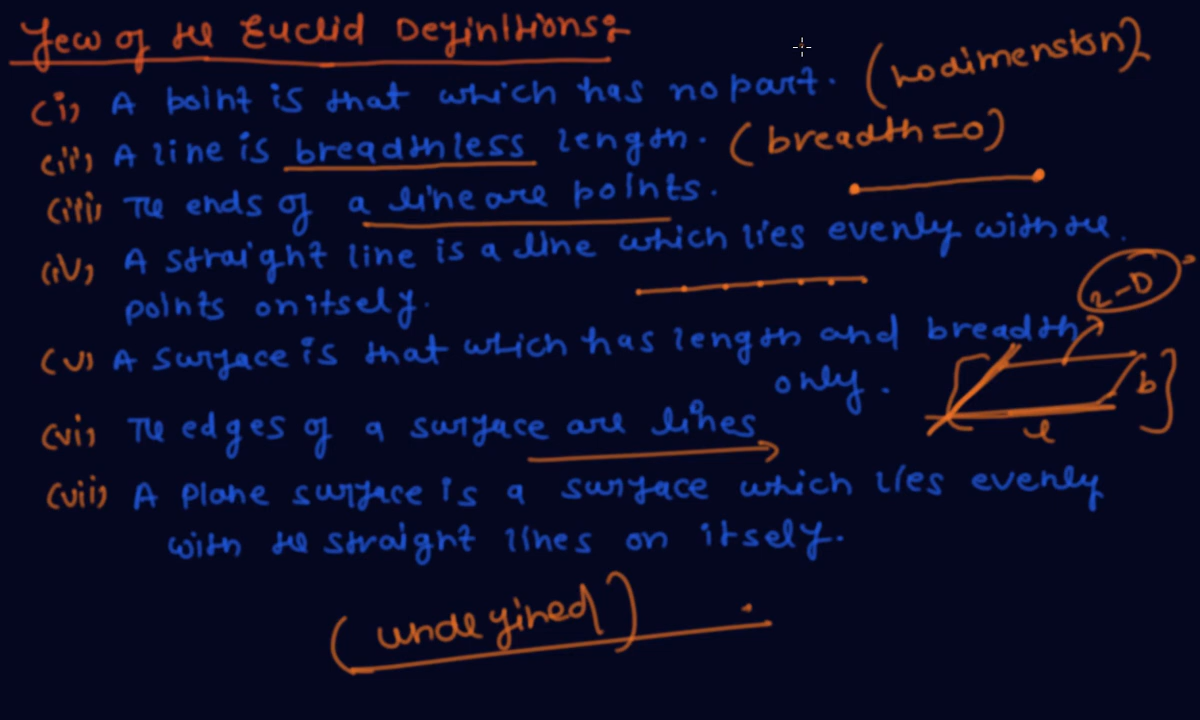 Few of the Euclid Definitions:
(i) A point is that which has no part. (no dimension)
(ii) A line is breadthless length. (breadth=0)
(iii) The ends of a line are points.
(iv) A straight line is a line which lies evenly with the
points on itself.
2-D
(v) A surface is that which has length and breadth
only.
b
l
(vi) The edges of a surface are lines
(vii) A plane surface is a surface which lies evenly
with the straight lines on itself.
(undefined)